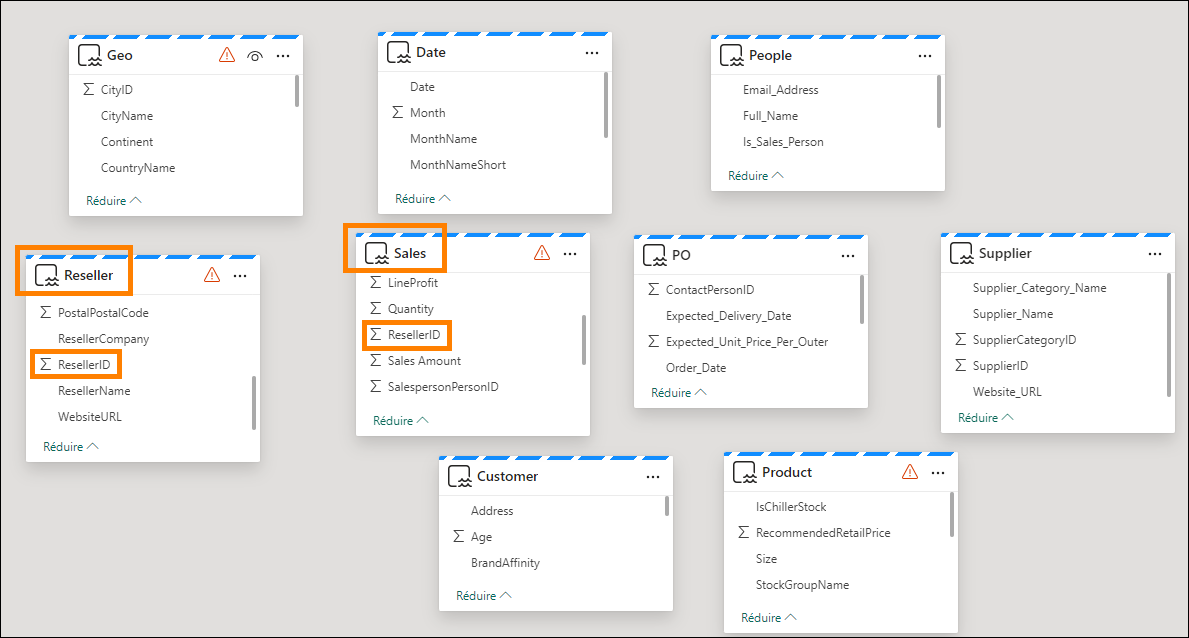 Geo
CityID
CityName
Continent
CountryName
Réduire
Date
Date
Month
MonthName
MonthNameShort
Réduire
People
Email_Address
Full_Name
Is_Sales_Person
Réduire
Reseller
PostalPostalCode
ResellerCompany
ResellerID
ResellerName
WebsiteURL
Réduire
Sales
LineProfit
Quantity
ResellerID
Sales Amount
SalespersonPersonID
Réduire
PO
ContactPersonID
Expected_Delivery_Date
Expected_Unit_Price_Per_Outer
Order_Date
Réduire
Supplier
Supplier_Category_Name
Supplier_Name
SupplierCategoryID
SupplierID
Website_URL
Réduire
Customer
Address
Age
BrandAffinity
Réduire
Product
IsChillerStock
RecommendedRetailPrice
Size
StockGroupName
Réduire